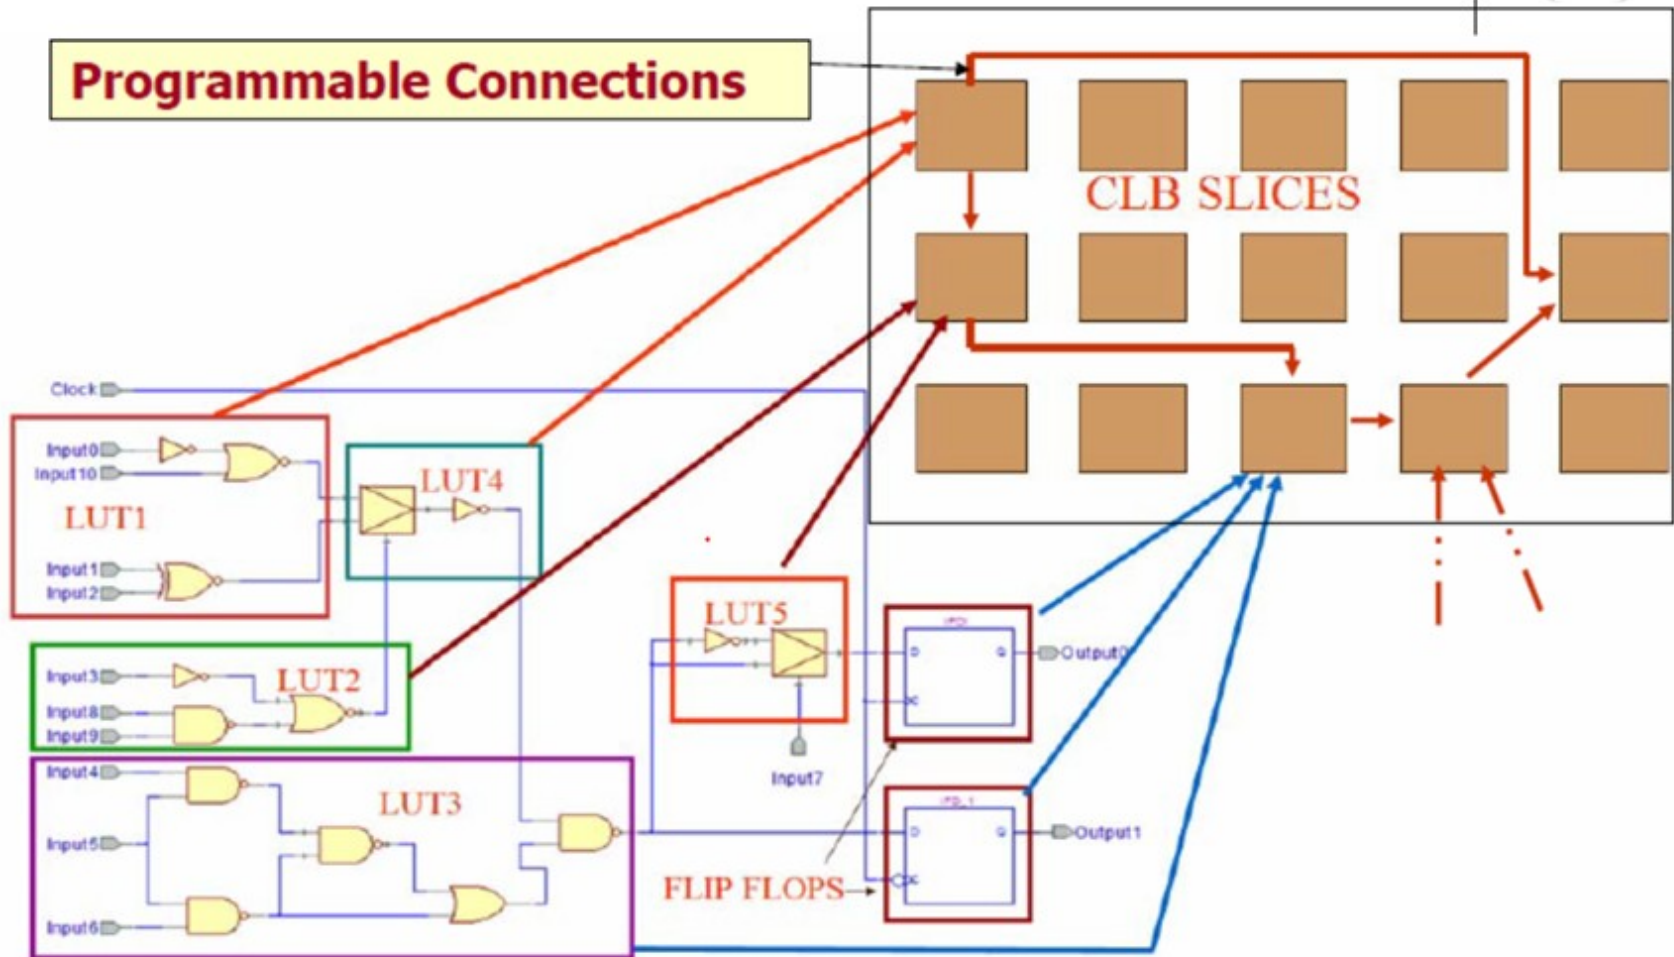 Programmable Connections
CLB SLICES
Clock
Input0
Input10
LUT1
Input1
Input2
LUT4
Input3
LUT2
Input8
Input9
Input4
LUT3
Input5
Input6
LUT5
Input7
Output0
Output1
FLIP FLOPS
D
Q
D
Q